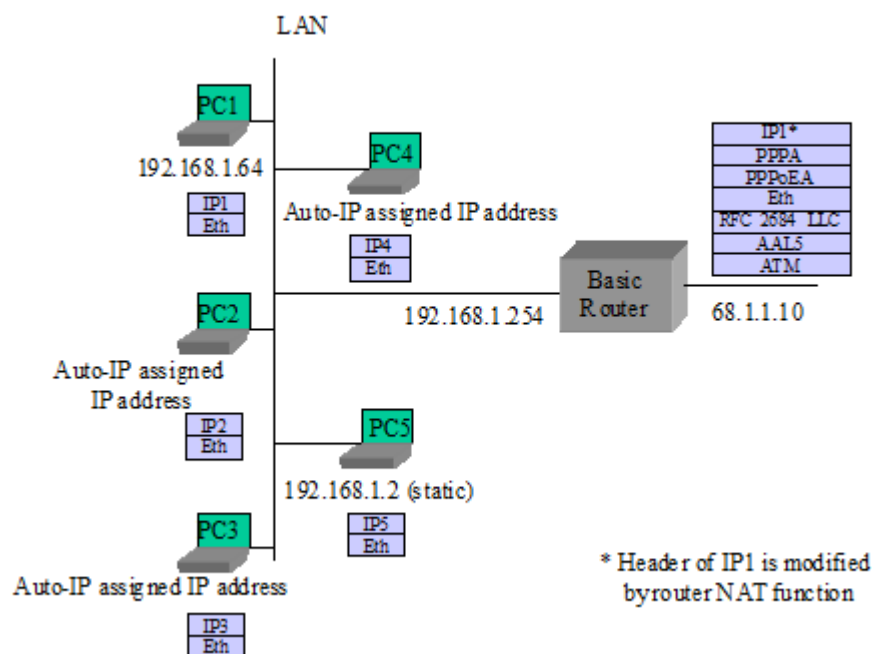 LAN
PC1
192.168.1.64
IP1
Eth
PC4
Auto-IP assigned IP address
IP4
Eth
IP1*
PPPA
PPPoEA
Eth
RFC 2684 LLC
AAL5
ATM
Basic
Router
192.168.1.254
68.1.1.10
PC2
Auto-IP assigned
IP address
IP2
Eth
PC5
192.168.1.2 (static)
IP5
Eth
PC3
Auto-IP assigned IP address
IP3
Eth
* Header of IP1 is modified
by router NAT function